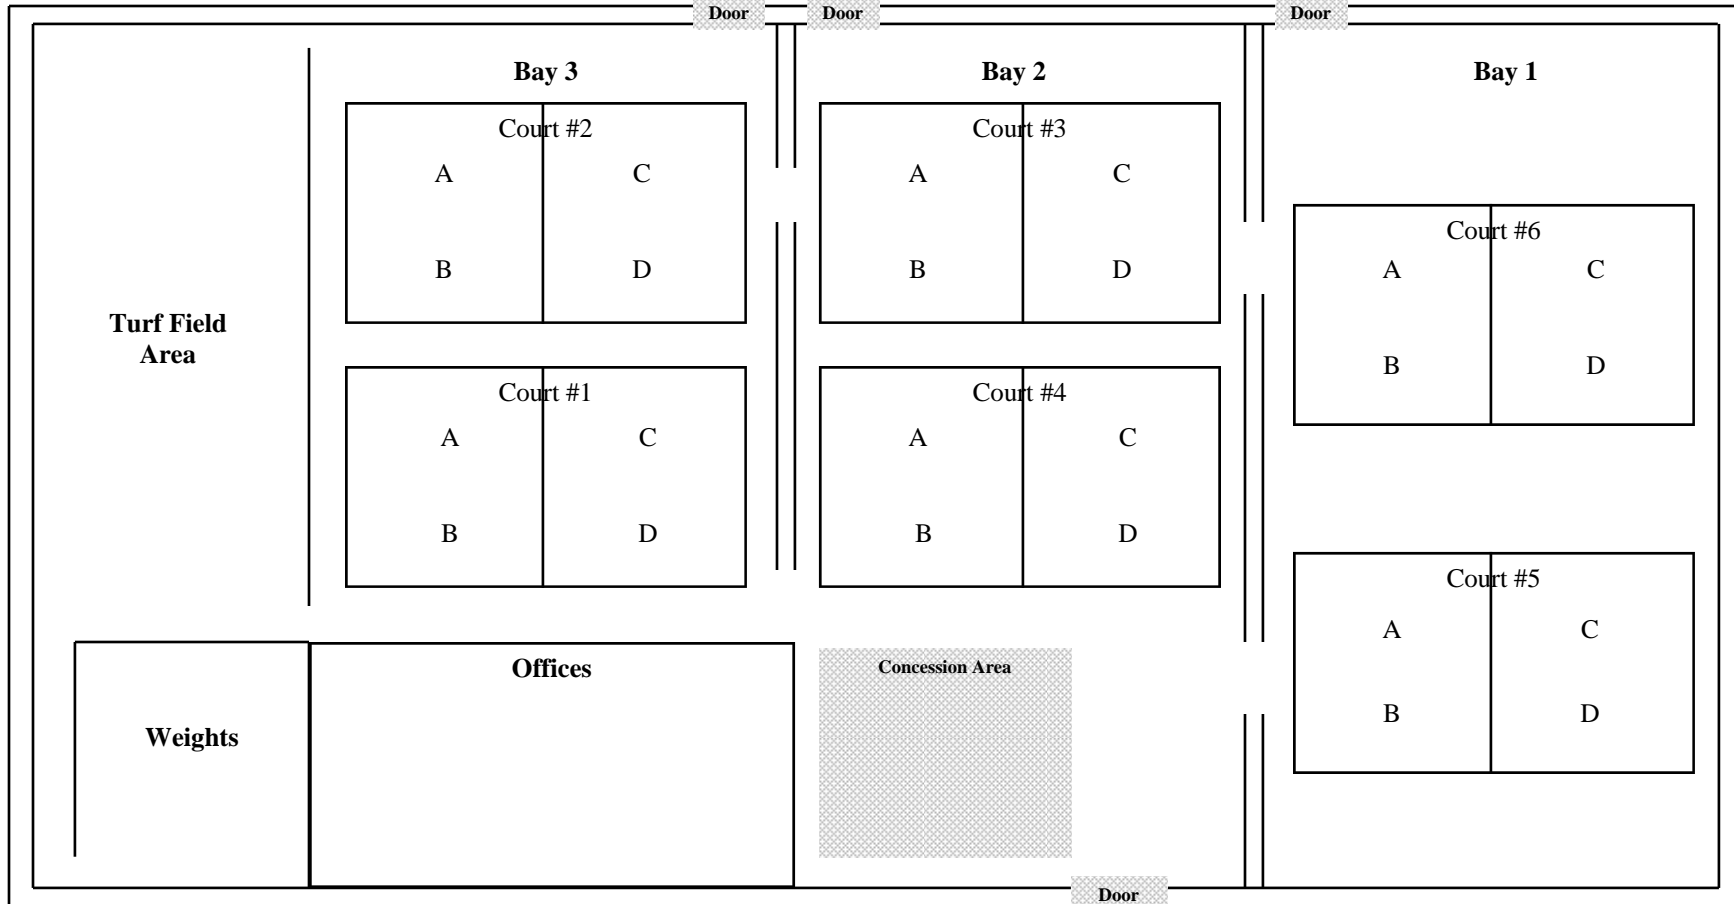 Door
Door
Door
Bay 3
Bay 2
Bay 1
Court #2
A
C
B
D
Court #3
A
C
B
D
Court #6
A
C
B
D
Turf Field
Area
Court #1
A
C
B
D
Court #4
A
C
B
D
Court #5
A
C
B
D
Weights
Offices
Concession Area
Door